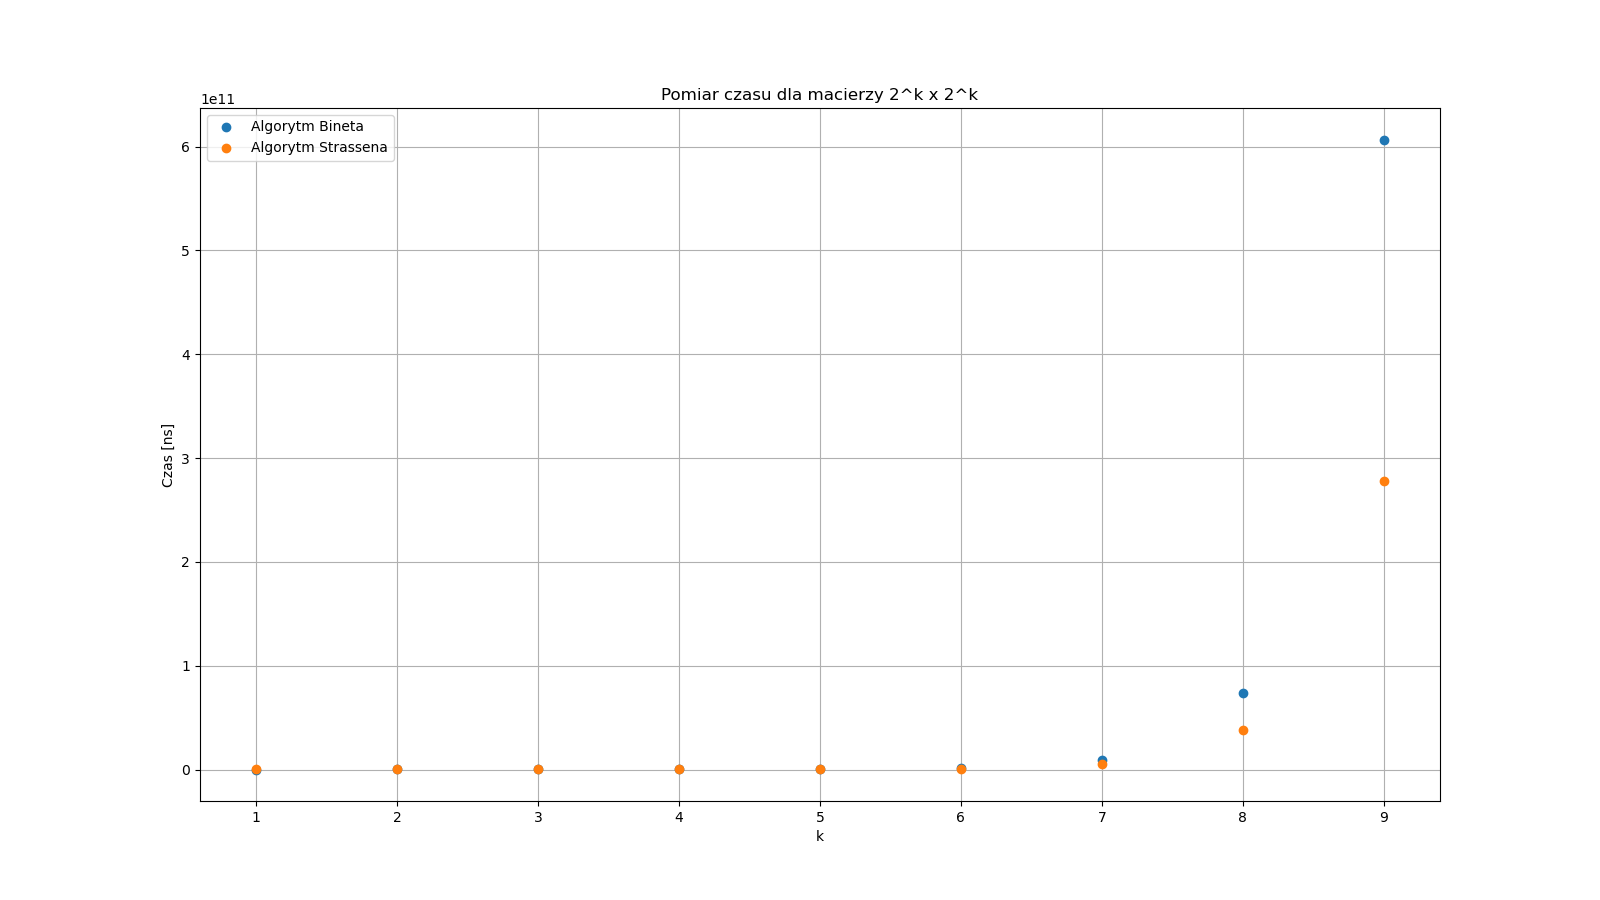 Pomiar czasu dla macierzy 2^k x 2^k
1e11
Algorytm Bineta
Algorytm Strassena
6
5
4
3
2
1
0
Czas [ns]
1 2 3 4 5 6 7 8 9
k